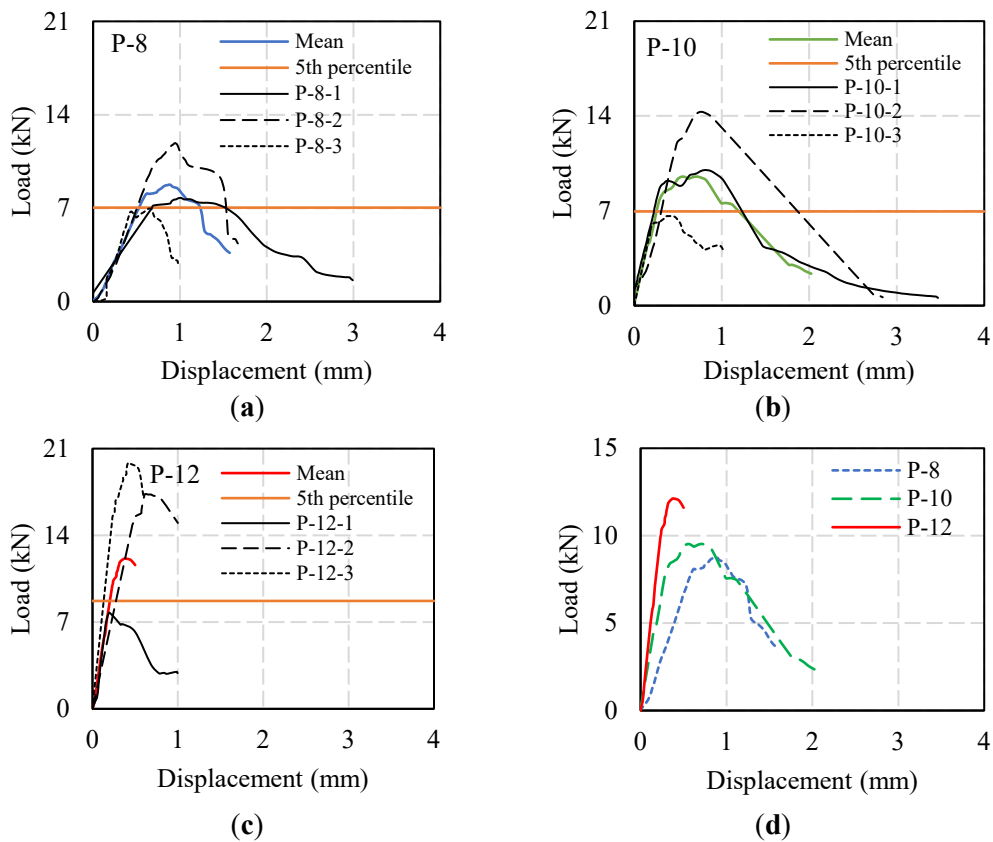 21
14
7
0
Load (kN)
P-8
Mean
5th percentile
P-8-1
P-8-2
P-8-3
0 1 2 3 4
Displacement (mm)
(a)
21
14
7
0
Load (kN)
P-10
Mean
5th percentile
P-10-1
P-10-2
P-10-3
0 1 2 3 4
Displacement (mm)
(b)
21
14
7
0
Load (kN)
P-12
Mean
5th percentile
P-12-1
P-12-2
P-12-3
0 1 2 3 4
Displacement (mm)
(c)
15
10
5
0
Load (kN)
P-8
P-10
P-12
0 1 2 3 4
Displacement (mm)
(d)